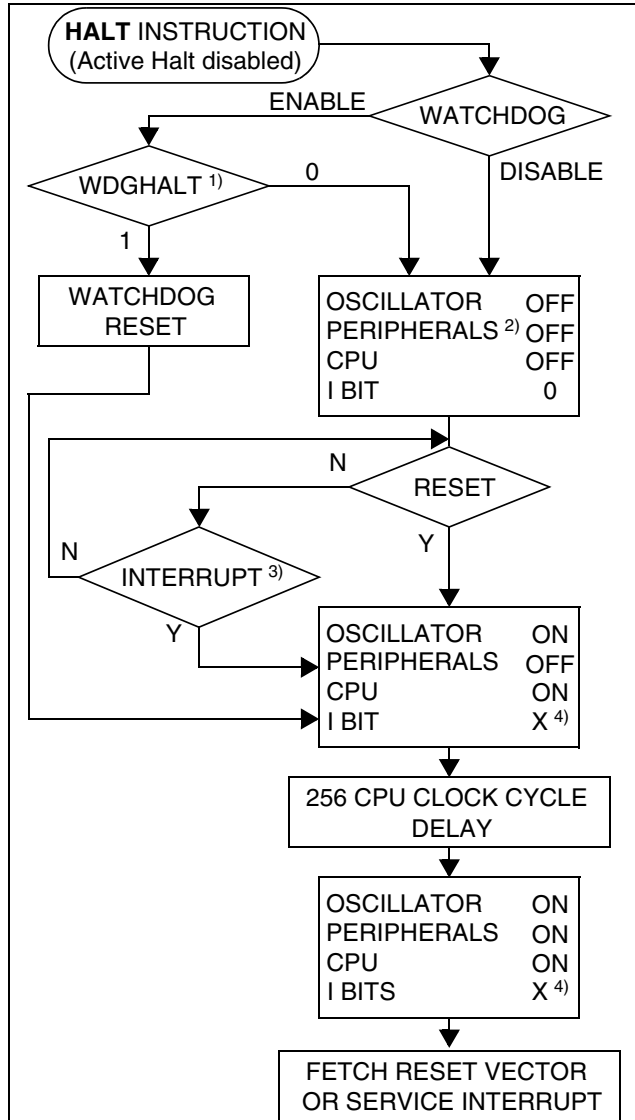 HALT INSTRUCTION
(Active Halt disabled)
ENABLE
WATCHDOG
WDGHALT 1)
0
DISABLE
1
WATCHDOG
RESET
OSCILLATOR OFF
PERIPHERALS 2) OFF
CPU OFF
I BIT 0
N
RESET
Y
N
INTERRUPT 3)
Y
OSCILLATOR ON
PERIPHERALS OFF
CPU ON
I BIT X 4)
256 CPU CLOCK CYCLE
DELAY
OSCILLATOR ON
PERIPHERALS ON
CPU ON
I BITS X 4)
FETCH RESET VECTOR
OR SERVICE INTERRUPT